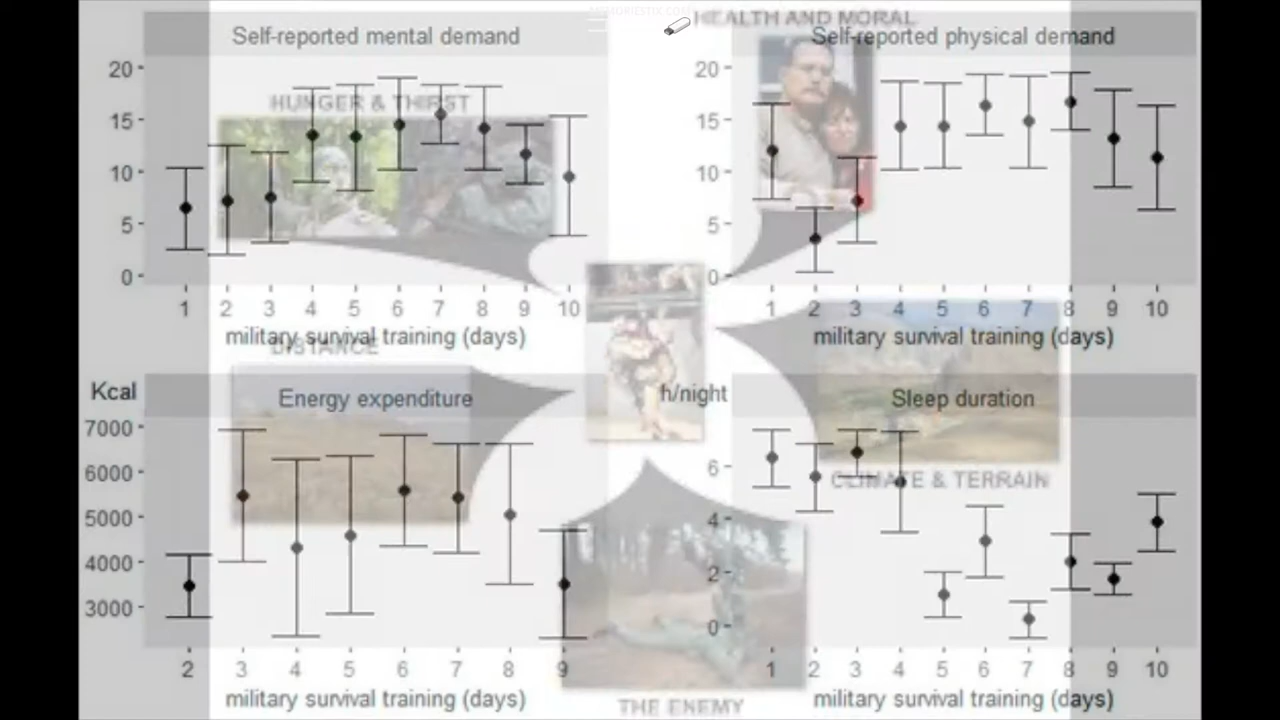 MEMORIESTIX.COM
HEALTH AND MORAL
Self-reported mental demand
Self-reported physical demand
HUNGER & THIRST
20
15
10
5
0
20
15
10
5
0
1 2 3 4 5 6 7 8 9 10
military survival training (days)
1 2 3 4 5 6 7 8 9 10
military survival training (days)
DISTANCE
Kcal
Energy expenditure
h/night
Sleep duration
7000
6000
5000
4000
3000
6
4
2
0
CLIMATE & TERRAIN
2 3 4 5 6 7 8 9
military survival training (days)
1 2 3 4 5 6 7 8 9 10
military survival training (days)
THE ENEMY